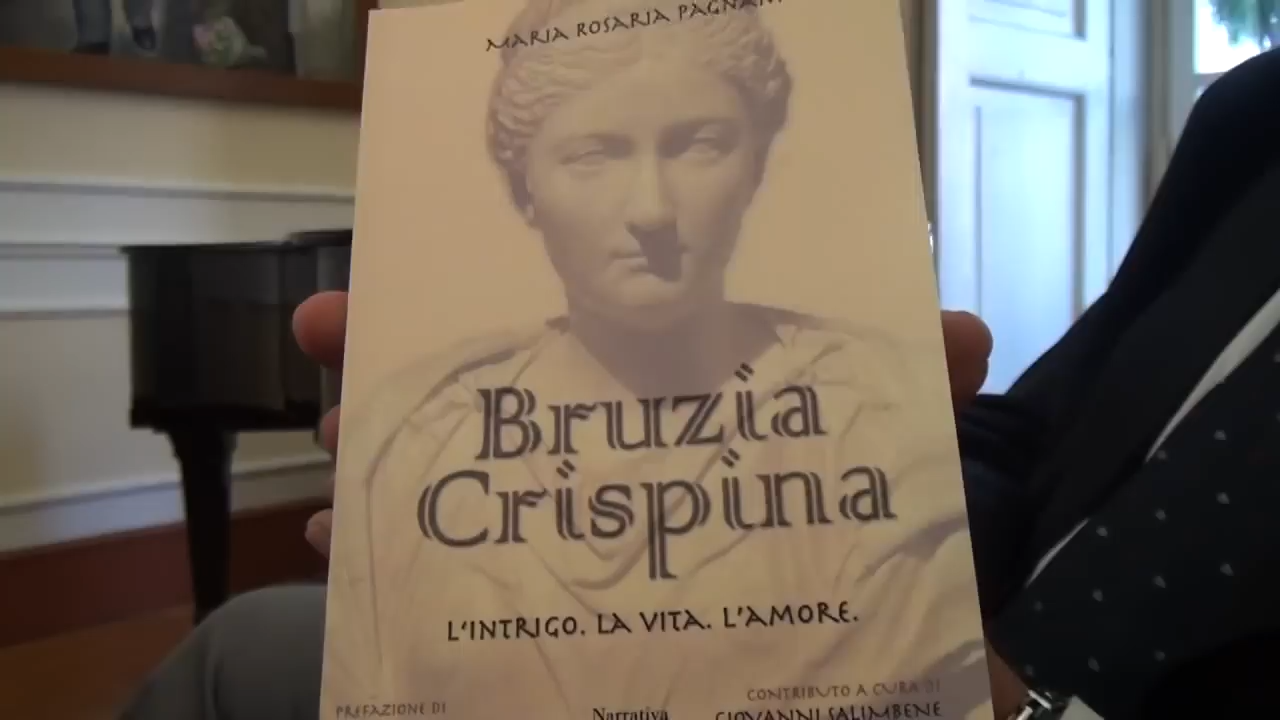 MARIA ROSARIA PAGNANI
Bruzia
Crispina
L'INTRIGO. LA VITA. L'AMORE.
PREFAZIONE DI
Narrativa
CONTRIBUTO A CURA DI
GIOVANNI SALIMBENE